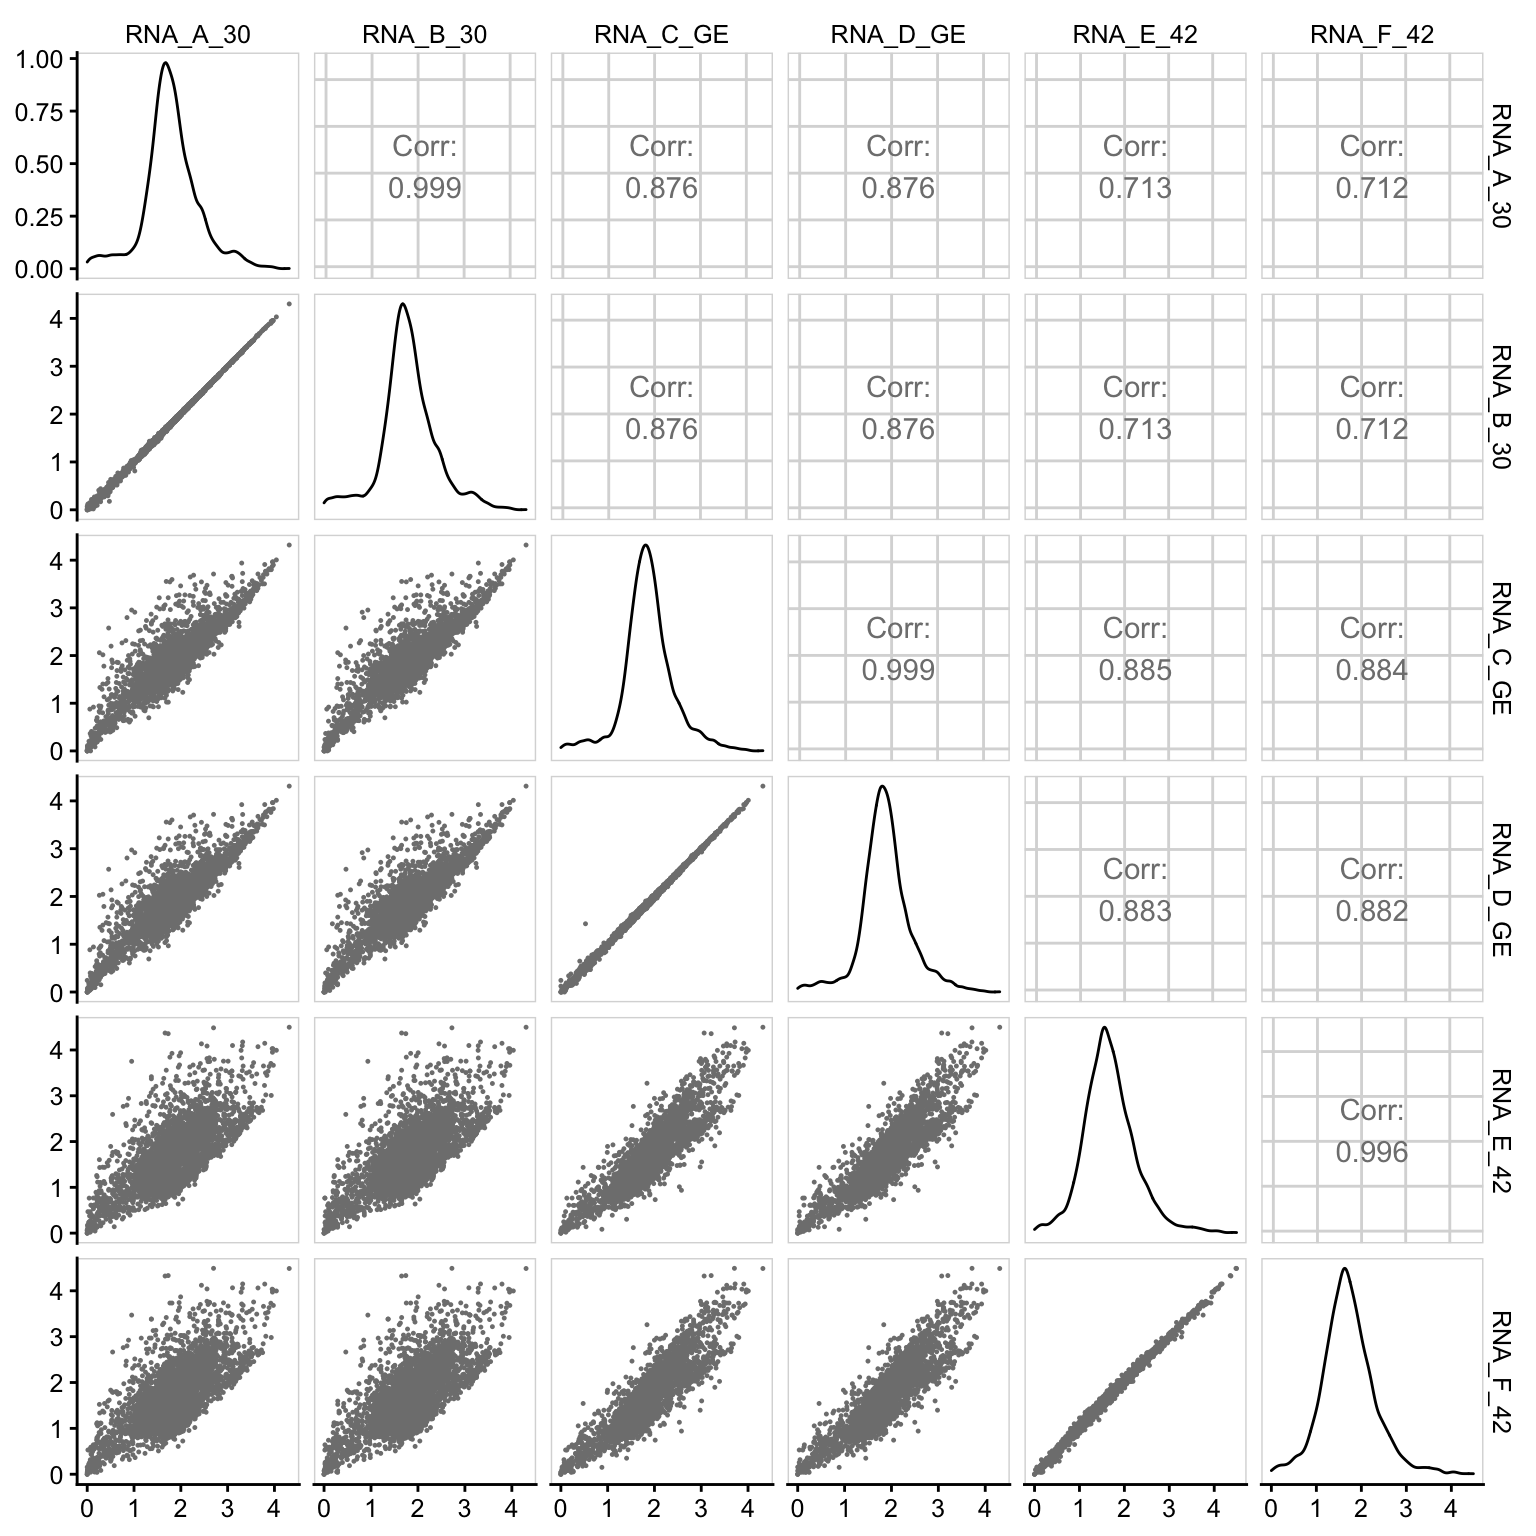 RNA_A_30 RNA_B_30 RNA_C_GE RNA_D_GE RNA_E_42 RNA_F_42
1.00
0.75
0.50
0.25
0.00
Corr: Corr: Corr: Corr: Corr:
0.999 0.876 0.876 0.713 0.712
RNA_A_30
4
3
2
1
0
Corr: Corr: Corr: Corr:
0.876 0.876 0.713 0.712
RNA_B_30
4
3
2
1
0
Corr: Corr: Corr:
0.999 0.885 0.884
RNA_C_GE
4
3
2
1
0
Corr: Corr:
0.883 0.882
RNA_D_GE
4
3
2
1
0
Corr:
0.996
RNA_E_42
4
3
2
1
0
RNA_F_42
0 1 2 3 4 0 1 2 3 4 0 1 2 3 4 0 1 2 3 4 0 1 2 3 4 0 1 2 3 4